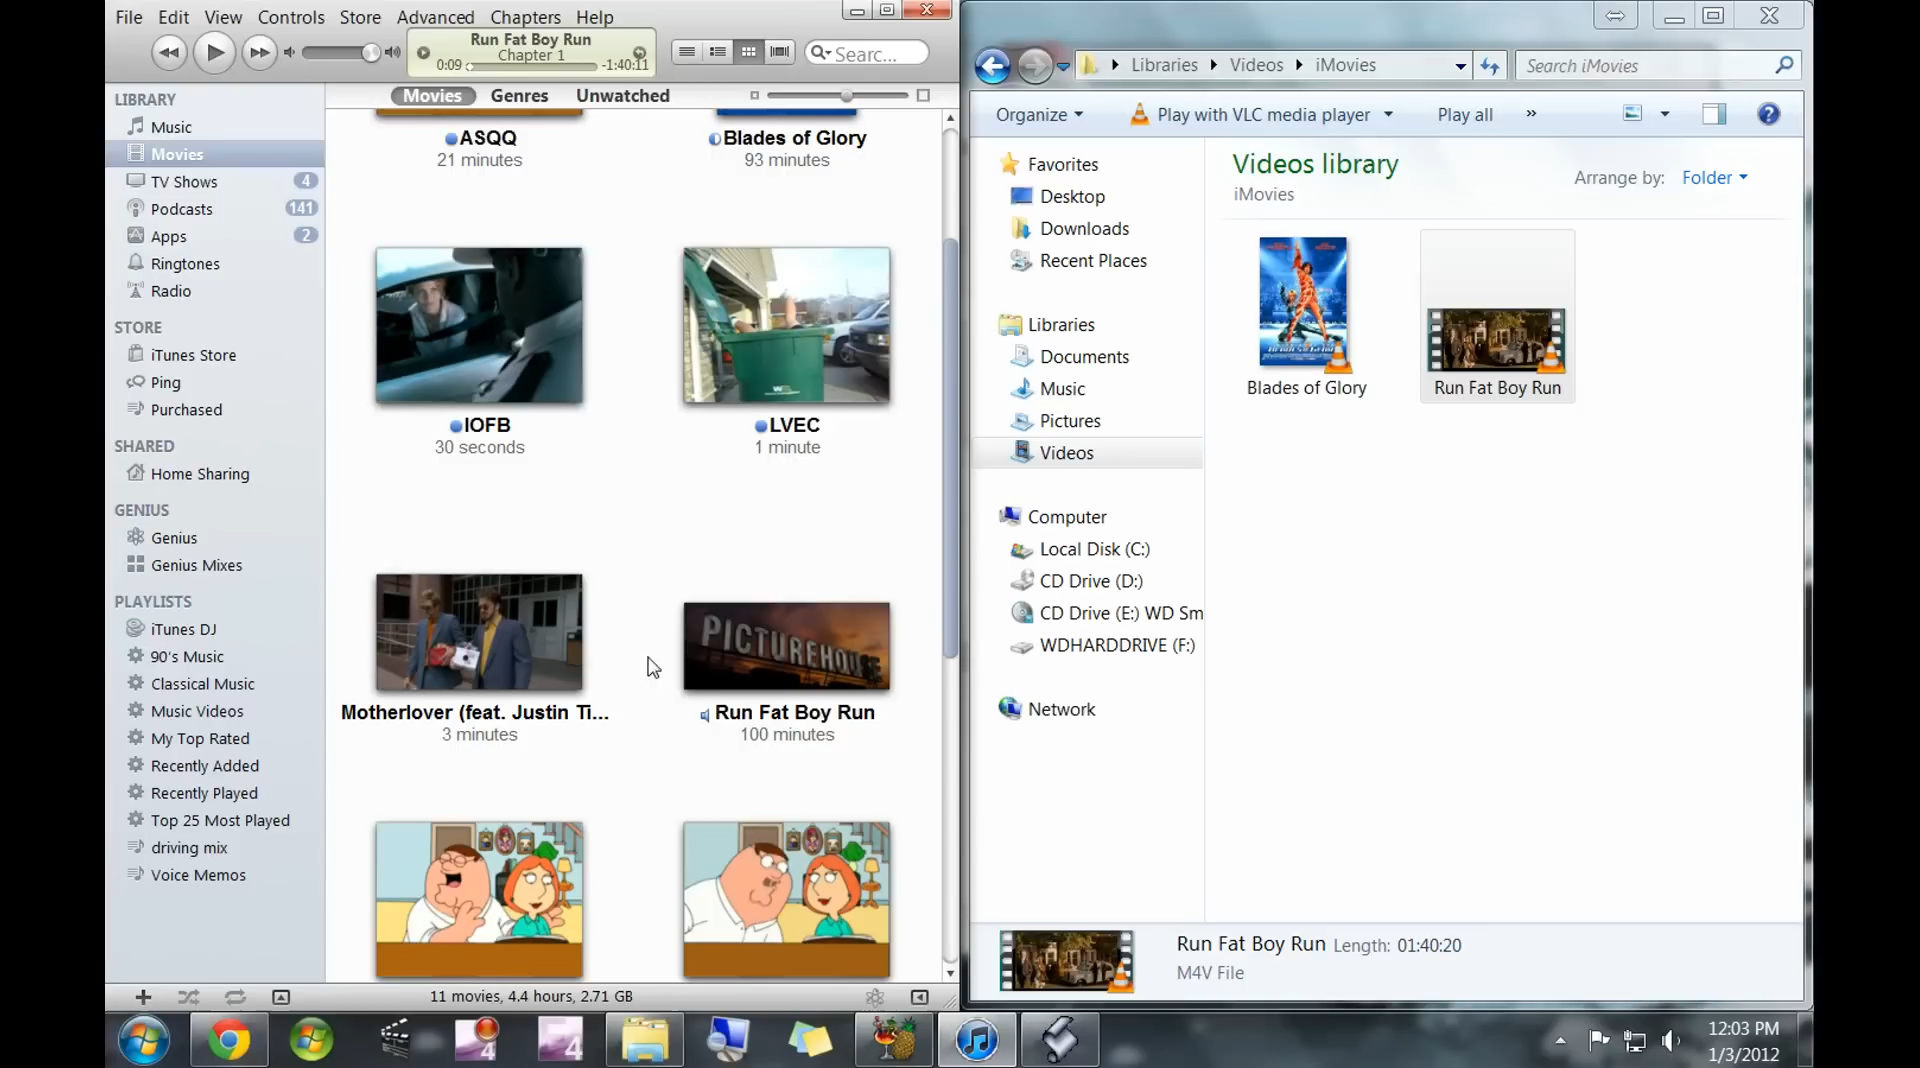 File Edit View Controls Store Advanced Chapters Help
Run Fat Boy Run
Chapter 1
0:09 -1:40:11
Searc...
Movies Genres Unwatched
LIBRARY
Music
Movies
TV Shows 4
Podcasts 141
Apps 2
Ringtones
Radio
STORE
iTunes Store
Ping
Purchased
SHARED
Home Sharing
GENIUS
Genius
Genius Mixes
PLAYLISTS
iTunes DJ
90's Music
Classical Music
Music Videos
My Top Rated
Recently Added
Recently Played
Top 25 Most Played
driving mix
Voice Memos
ASQQ
21 minutes
Blades of Glory
93 minutes
IOFB
30 seconds
LVEC
1 minute
PICTUREHOUSE
Motherlover (feat. Justin Ti...
3 minutes
Run Fat Boy Run
100 minutes
11 movies, 4.4 hours, 2.71 GB
Libraries Videos iMovies
Search iMovies
Organize Play with VLC media player Play all »
Favorites
Desktop
Downloads
Recent Places
Libraries
Documents
Music
Pictures
Videos
Computer
Local Disk (C:)
CD Drive (D:)
CD Drive (E:) WD Sm
WDHARDDRIVE (F:)
Network
Videos library
iMovies
Arrange by: Folder
Blades of Glory
Run Fat Boy Run
Run Fat Boy Run Length: 01:40:20
M4V File
4
4
12:03 PM
1/3/2012